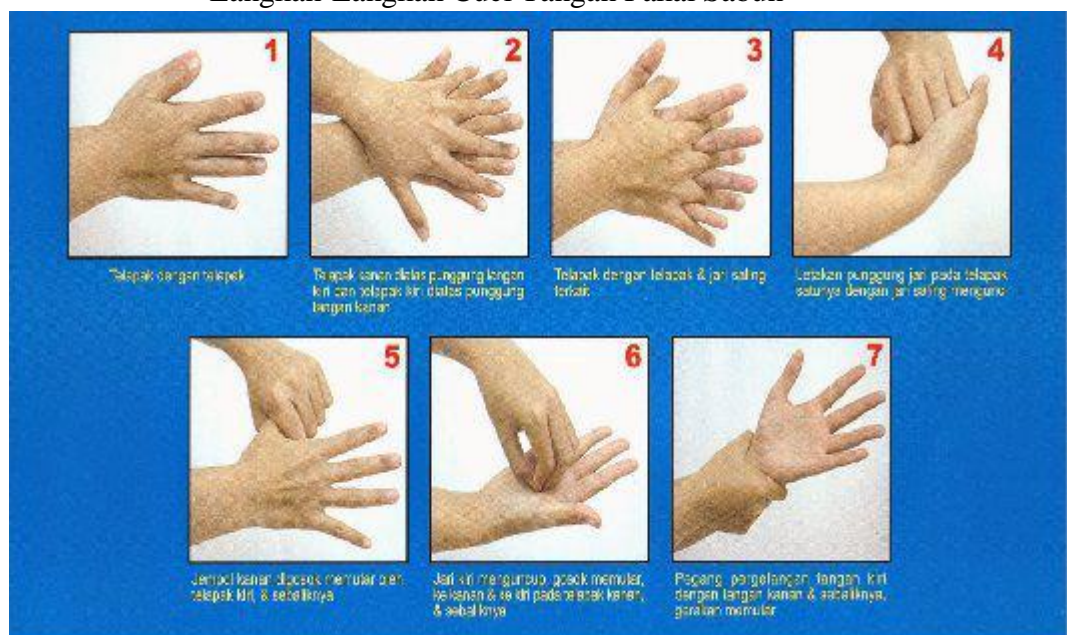 Langkah-Langkah Cuci Tangan Pakai Sabun
1
2
3
4
Telapak dengan telapak
Telapak kanan diatas punggung tangan
kiri dan telapak kiri diatas punggung
tangan kanan
Telapak dengan telapak & jari saling
terkait
Letakan punggung jari pada telapak
satunya dengan jari saling mengunci
5
6
7
Jempol kanan digosok memutar oleh
telapak kiri, & sebaliknya
Jari kiri menguncup, gosok memutar,
ke kanan & ke kiri pada telapak kanan,
& sebaliknya
Pegang pergelangan tangan kiri
dengan tangan kanan & sebaliknya,
gerakan memutar